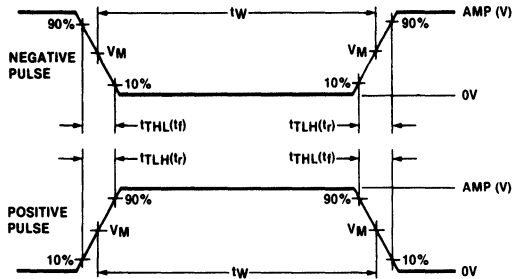 90%
tW
90%
AMP (V)
NEGATIVE
PULSE
VM
VM
10%
10%
0V
tTHL(tf)
tTLH(tr)
tTLH(tr)
tTHL(tf)
90%
90%
AMP (V)
POSITIVE
PULSE
VM
VM
10%
10%
0V
tW